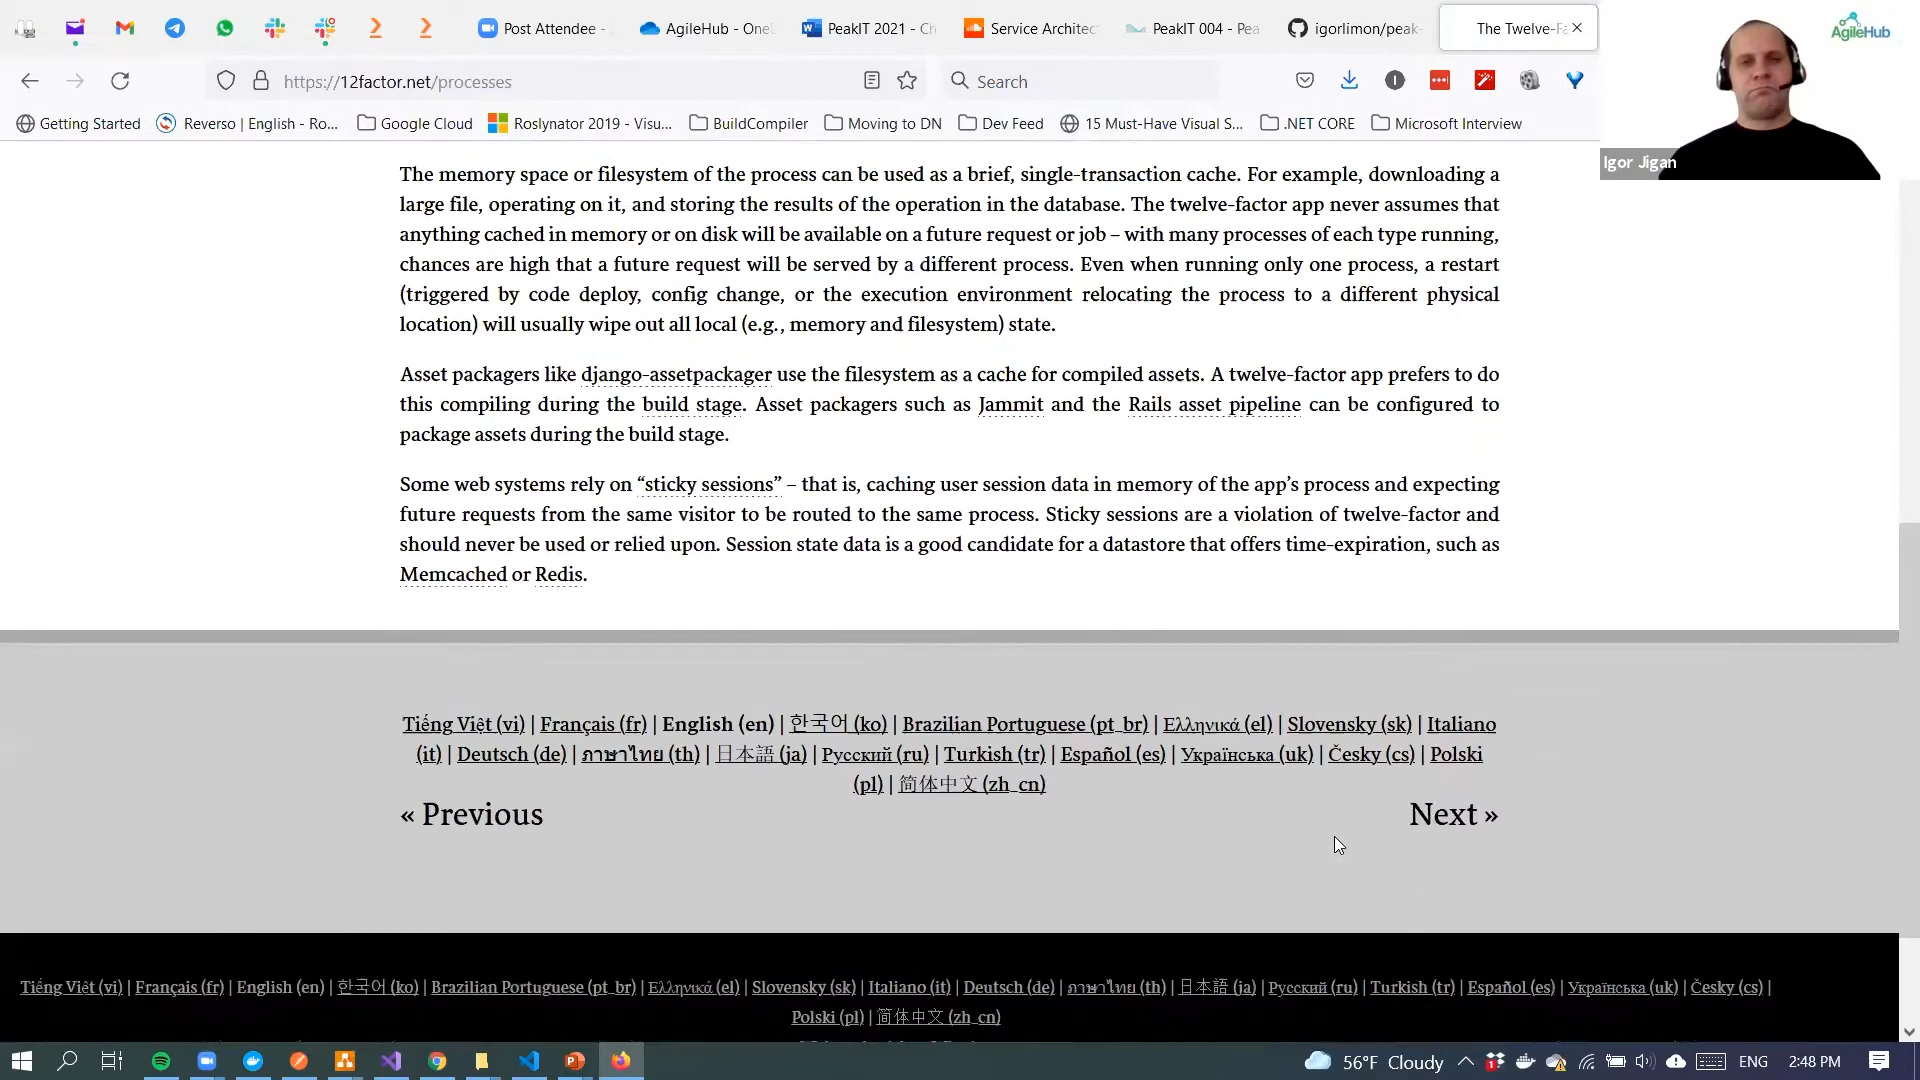 Post Attendee -
AgileHub - OneD
PeakIT 2021 - Ch
Service Architec
PeakIT 004 - Pea
igorlimon/peak-
The Twelve-Fa
AgileHub
https://12factor.net/processes
Search
Getting Started
Reverso | English - Ro...
Google Cloud
Roslynator 2019 - Visu...
BuildCompiler
Moving to DN
Dev Feed
15 Must-Have Visual S...
.NET CORE
Microsoft Interview
Igor Jigan
The memory space or filesystem of the process can be used as a brief, single-transaction cache. For example, downloading a
large file, operating on it, and storing the results of the operation in the database. The twelve-factor app never assumes that
anything cached in memory or on disk will be available on a future request or job – with many processes of each type running,
chances are high that a future request will be served by a different process. Even when running only one process, a restart
(triggered by code deploy, config change, or the execution environment relocating the process to a different physical
location) will usually wipe out all local (e.g., memory and filesystem) state.
Asset packagers like django-assetpackager use the filesystem as a cache for compiled assets. A twelve-factor app prefers to do
this compiling during the build stage. Asset packagers such as Jammit and the Rails asset pipeline can be configured to
package assets during the build stage.
Some web systems rely on “sticky sessions” – that is, caching user session data in memory of the app’s process and expecting
future requests from the same visitor to be routed to the same process. Sticky sessions are a violation of twelve-factor and
should never be used or relied upon. Session state data is a good candidate for a datastore that offers time-expiration, such as
Memcached or Redis.
Tiếng Việt (vi) | Français (fr) | English (en) | 한국어 (ko) | Brazilian Portuguese (pt_br) | Ελληνικά (el) | Slovensky (sk) | Italiano
(it) | Deutsch (de) | ภาษาไทย (th) | 日本語 (ja) | Русский (ru) | Turkish (tr) | Español (es) | Українська (uk) | Česky (cs) | Polski
(pl) | 简体中文 (zh_cn)
« Previous
Next »
Tiếng Việt (vi) | Français (fr) | English (en) | 한국어 (ko) | Brazilian Portuguese (pt_br) | Ελληνικά (el) | Slovensky (sk) | Italiano (it) | Deutsch (de) | ภาษาไทย (th) | 日本語 (ja) | Русский (ru) | Turkish (tr) | Español (es) | Українська (uk) | Česky (cs) |
Polski (pl) | 简体中文 (zh_cn)
56°F Cloudy
ENG
2:48 PM